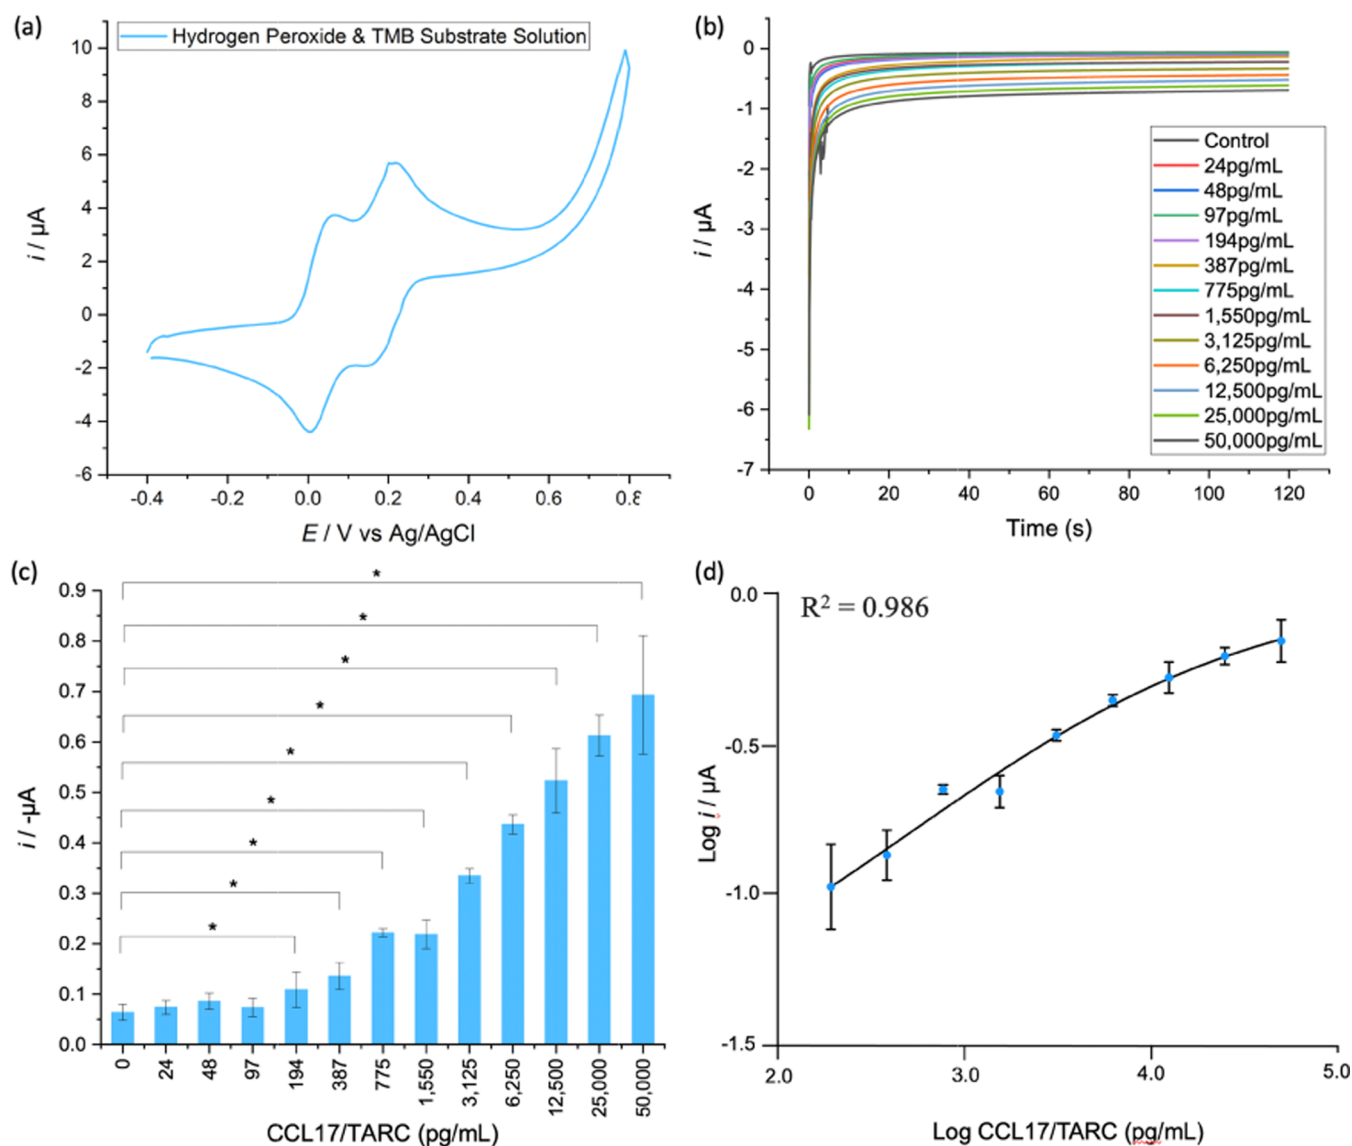 (a)
Hydrogen Peroxide & TMB Substrate Solution
10
8
6
4
2
0
-2
-4
-6
i / µA
-0.4
-0.2
0.0
0.2
0.4
0.6
0.8
E / V vs Ag/AgCl
(b)
0
-1
-2
-3
-4
-5
-6
-7
i / µA
Control
24pg/mL
48pg/mL
97pg/mL
194pg/mL
387pg/mL
775pg/mL
1,550pg/mL
3,125pg/mL
6,250pg/mL
12,500pg/mL
25,000pg/mL
50,000pg/mL
0
20
40
60
80
100
120
Time (s)
(c)
0.9
0.8
0.7
0.6
0.5
0.4
0.3
0.2
0.1
0.0
i / -µA
*
*
*
*
*
*
*
*
*
0
24
48
97
194
387
775
1,550
3,125
6,250
12,500
25,000
50,000
CCL17/TARC (pg/mL)
(d)
R² = 0.986
0.0
-0.5
-1.0
-1.5
Log i / µA
2.0
3.0
4.0
5.0
Log CCL17/TARC (pg/mL)